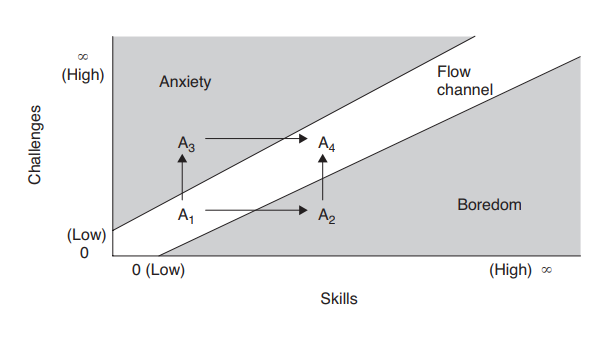 ∞
(High)
Challenges
(Low)
0
Anxiety
Flow
channel
A3
A4
A1
A2
Boredom
0 (Low)
(High) ∞
Skills